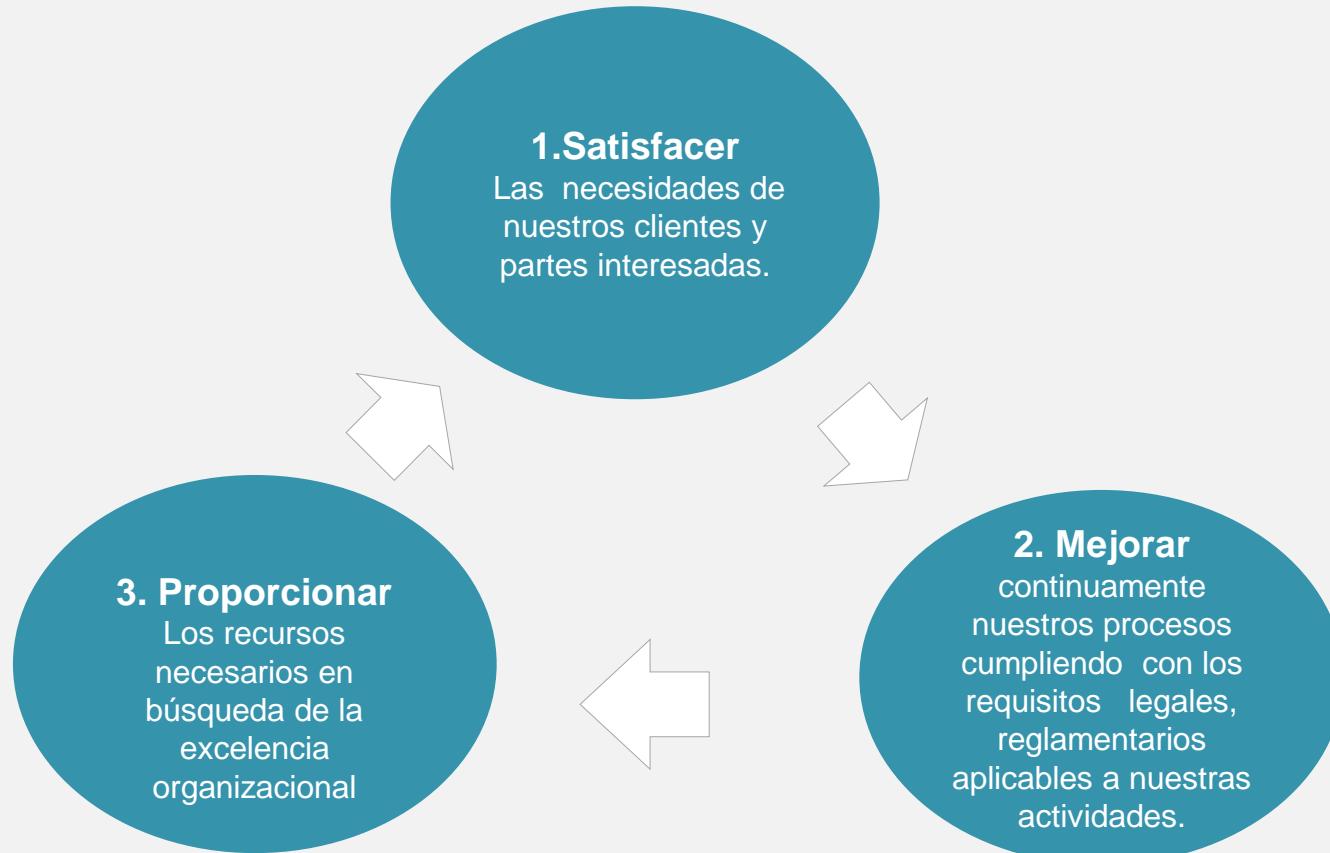 1.Satisfacer
Las necesidades de
nuestros clientes y
partes interesadas.
2. Mejorar
continuamente
nuestros procesos
cumpliendo con los
requisitos legales,
reglamentarios
aplicables a nuestras
actividades.
3. Proporcionar
Los recursos
necesarios en
búsqueda de la
excelencia
organizacional